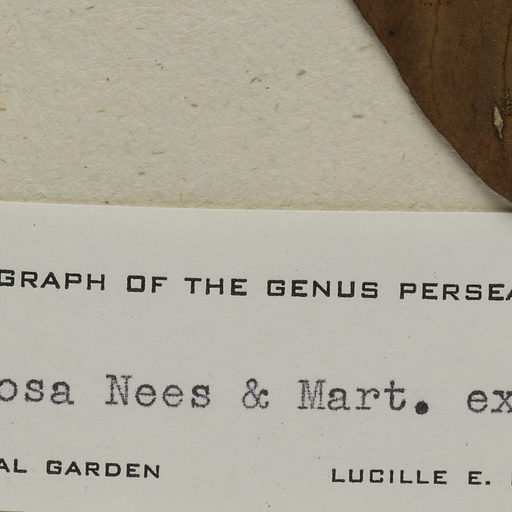 GRAPH OF THE GENUS PERSEA
osa Nees & Mart. ex
AL GARDEN LUCILLE E.